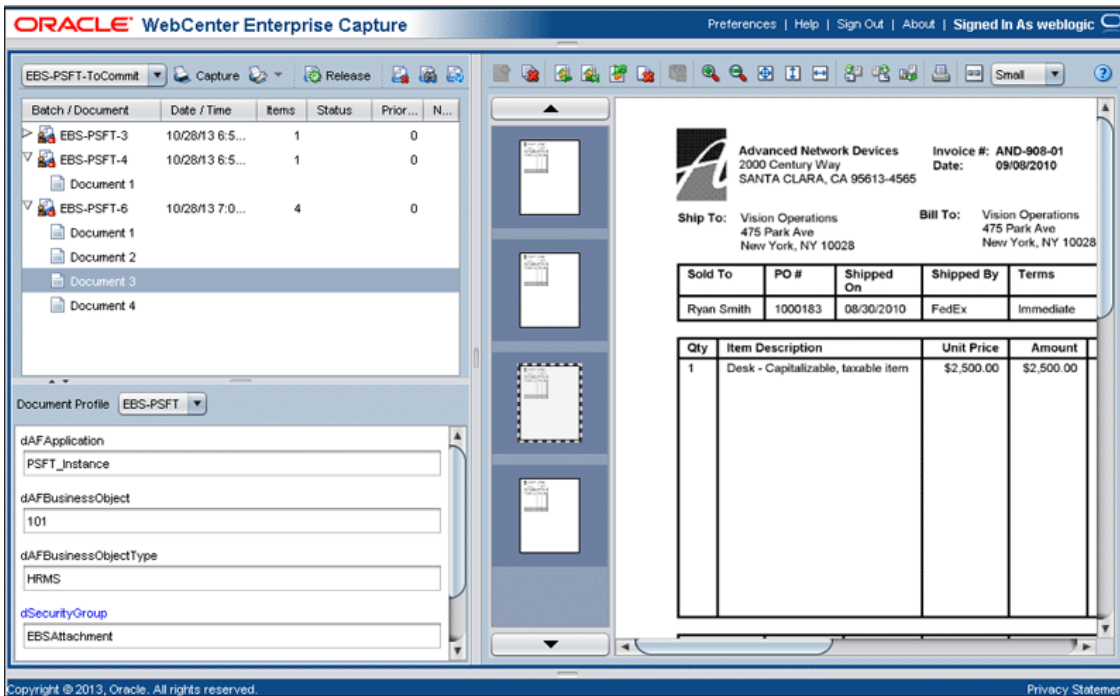 ORACLE WebCenter Enterprise Capture
Preferences | Help | Sign Out | About | Signed In As weblogic
EBS-PSFT-ToCommit Capture Release
Small
Batch / Document Date / Time Items Status Prior... N...
EBS-PSFT-3 10/28/13 6:5... 1 0
EBS-PSFT-4 10/28/13 6:5... 1 0
Document 1
EBS-PSFT-6 10/28/13 7:0... 4 0
Document 1
Document 2
Document 3
Document 4
Document Profile EBS-PSFT
dAFApplication
PSFT_Instance
dAFBusinessObject
101
dAFBusinessObjectType
HRMS
dSecurityGroup
EBSAttachment
Advanced Network Devices
2000 Century Way
SANTA CLARA, CA 95613-4565
Invoice #: AND-908-01
Date: 09/08/2010
Ship To: Vision Operations
475 Park Ave
New York, NY 10028
Bill To: Vision Operations
475 Park Ave
New York, NY 10028
Sold To PO # Shipped On Shipped By Terms
Ryan Smith 1000183 08/30/2010 FedEx Immediate
Qty Item Description Unit Price Amount
1 Desk - Capitalizable, taxable item $2,500.00 $2,500.00
Copyright © 2013, Oracle. All rights reserved.
Privacy Stateme